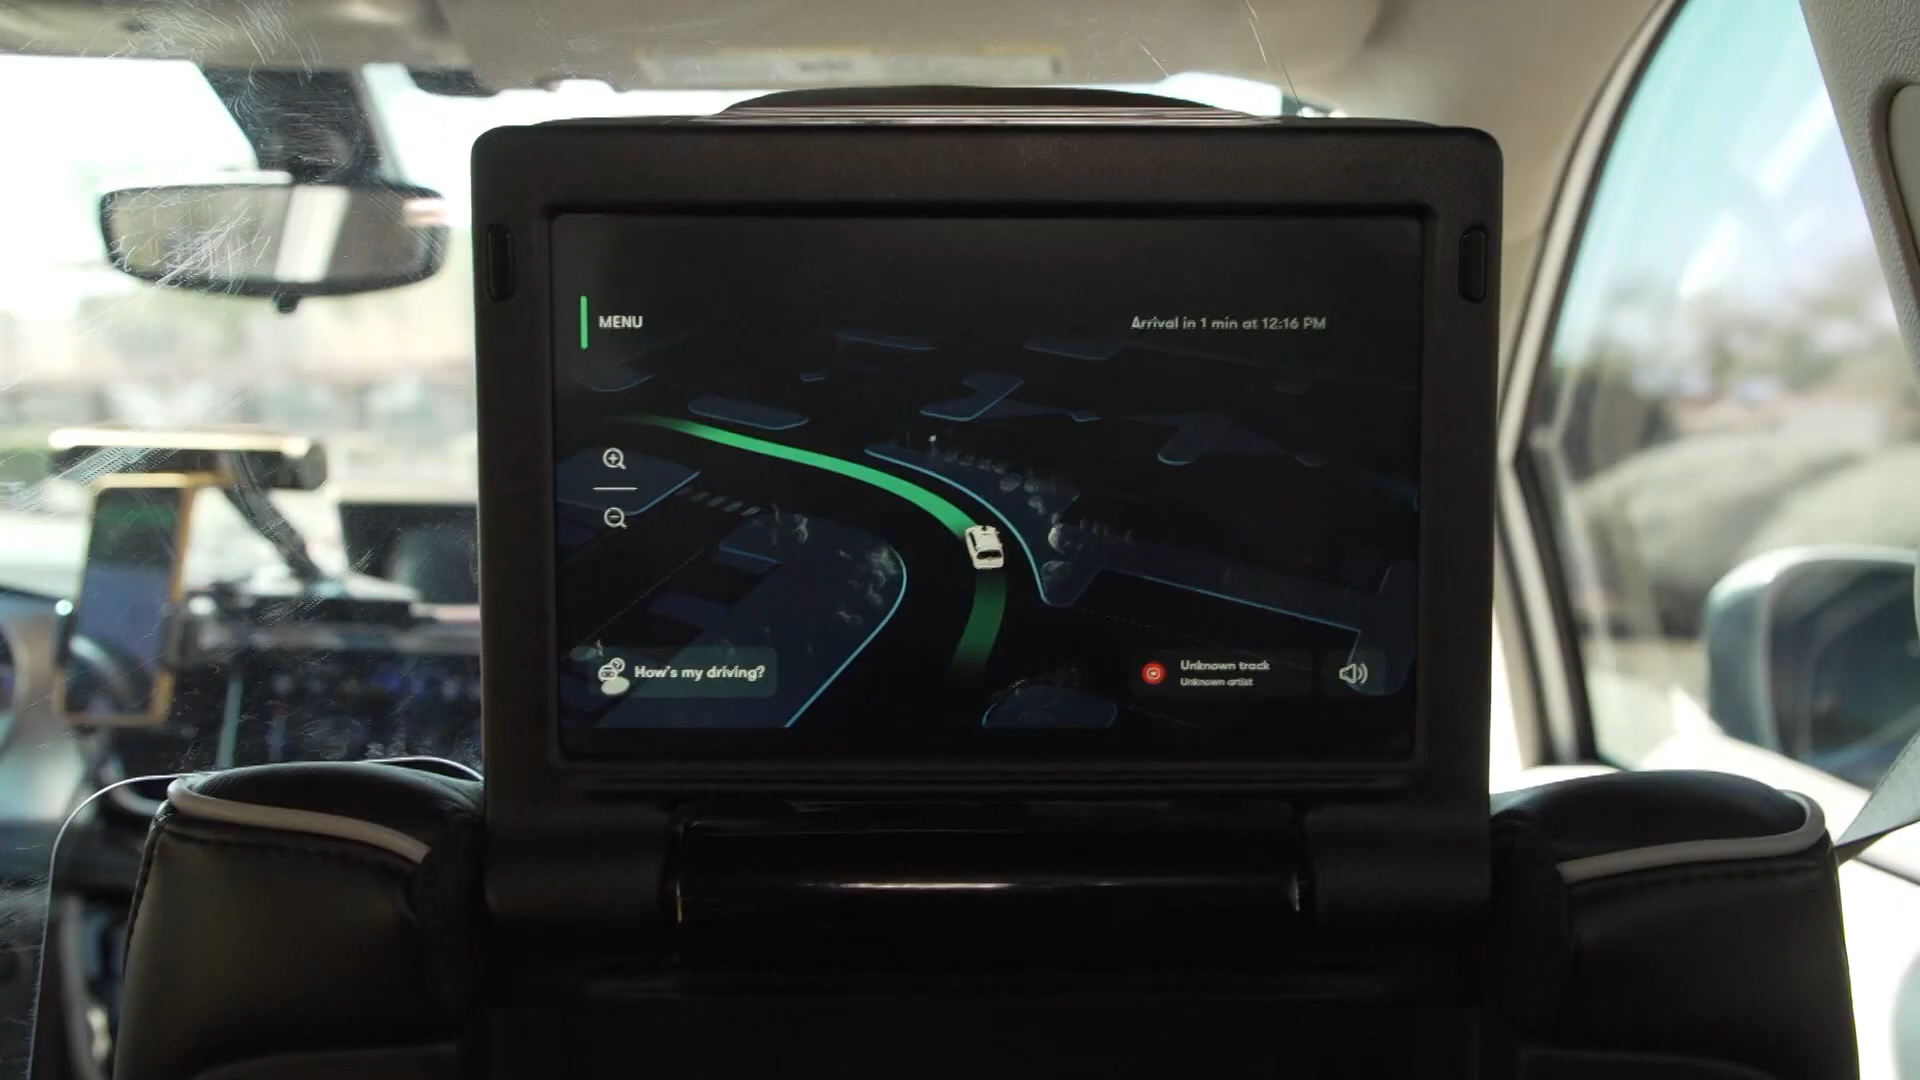 MENU
Arrival in 1 min at 12:16 PM
How's my driving?
Unknown track
Unknown artist